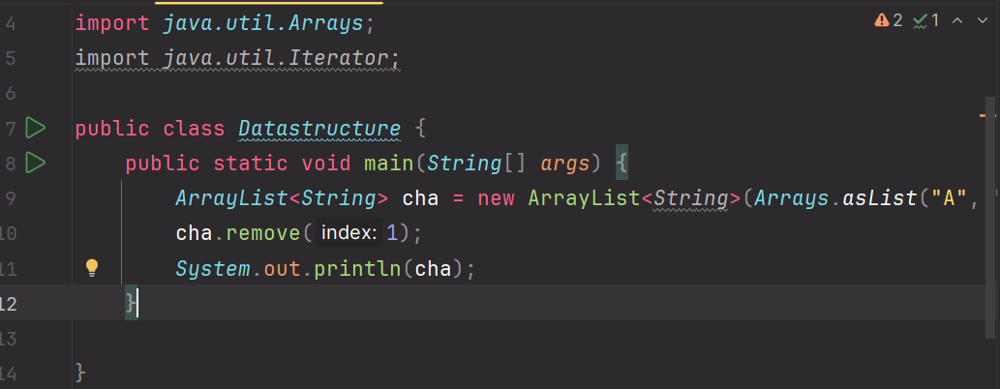 4 import java.util.Arrays; 2 1
5 import java.util.Iterator;
6
7 public class Datastructure {
8 public static void main(String[] args) {
9 ArrayList<String> cha = new ArrayList<String>(Arrays.asList("A",
10 cha.remove( index: 1);
11 System.out.println(cha);
12 }
13
14 }